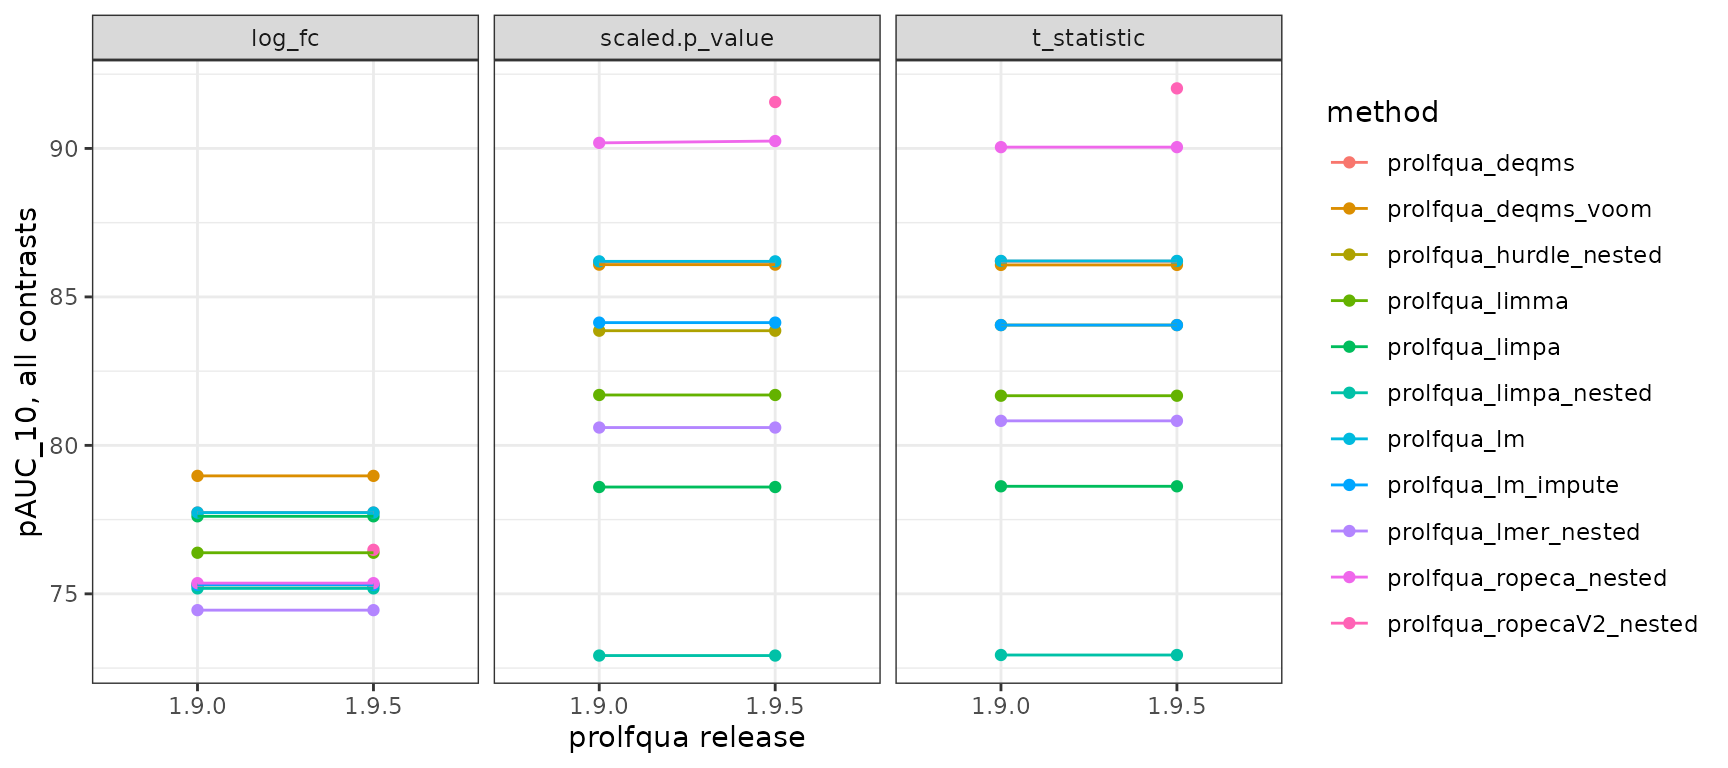 log_fc
scaled.p_value
t_statistic
pAUC_10, all contrasts
90
85
80
75
1.9.0
1.9.5
1.9.0
1.9.5
1.9.0
1.9.5
prolfqua release
method
prolfqua_deqms
prolfqua_deqms_voom
prolfqua_hurdle_nested
prolfqua_limma
prolfqua_limpa
prolfqua_limpa_nested
prolfqua_lm
prolfqua_lm_impute
prolfqua_lmer_nested
prolfqua_ropeca_nested
prolfqua_ropecaV2_nested